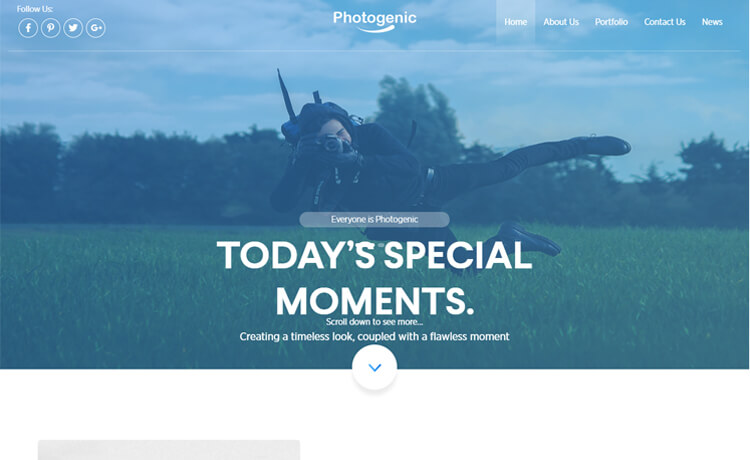 Follow Us:
Photogenic
Home About Us Portfolio Contact Us News
Everyone is Photogenic
TODAY'S SPECIAL
MOMENTS.
Scroll down to see more...
Creating a timeless look, coupled with a flawless moment